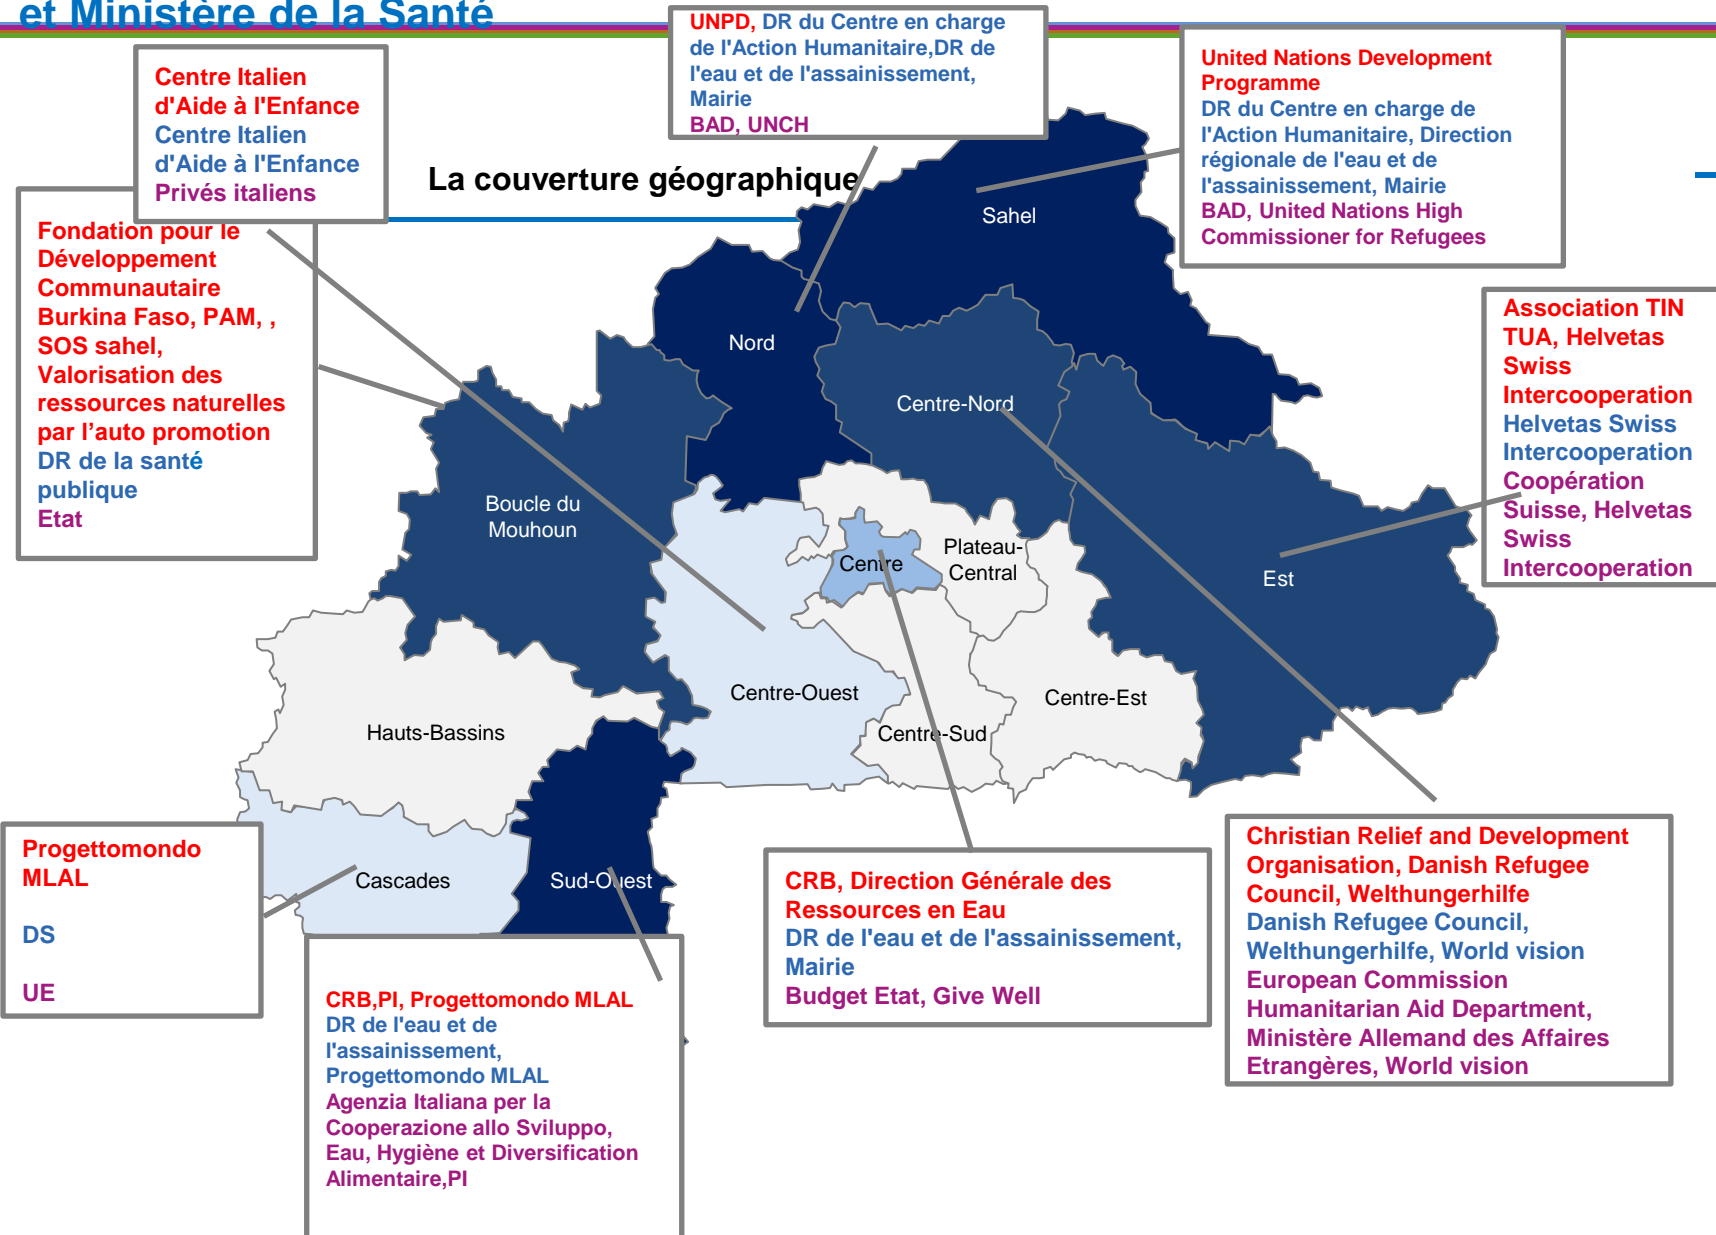 et Ministère de la Santé
UNPD, DR du Centre en charge
de l'Action Humanitaire,DR de
l'eau et de l'assainissement,
Mairie
BAD, UNCH
United Nations Development
Programme
DR du Centre en charge de
l'Action Humanitaire, Direction
régionale de l'eau et de
l'assainissement, Mairie
BAD, United Nations High
Commissioner for Refugees
Centre Italien
d'Aide à l'Enfance
Centre Italien
d'Aide à l'Enfance
Privés italiens
La couverture géographique
Fondation pour le
Développement
Communautaire
Burkina Faso, PAM, ,
SOS sahel,
Valorisation des
ressources naturelles
par l’auto promotion
DR de la santé
publique
Etat
Association TIN
TUA, Helvetas
Swiss
Intercooperation
Helvetas Swiss
Intercooperation
Coopération
Suisse, Helvetas
Swiss
Intercooperation
Sahel
Nord
Centre-Nord
Boucle du
Mouhoun
Centre
Plateau-
Central
Est
Centre-Ouest
Centre-Est
Hauts-Bassins
Centre-Sud
Cascades
Sud-Ouest
Progettomondo
MLAL
DS
UE
CRB,PI, Progettomondo MLAL
DR de l'eau et de
l'assainissement,
Progettomondo MLAL
Agenzia Italiana per la
Cooperazione allo Sviluppo,
Eau, Hygiène et Diversification
Alimentaire,PI
CRB, Direction Générale des
Ressources en Eau
DR de l'eau et de l'assainissement,
Mairie
Budget Etat, Give Well
Christian Relief and Development
Organisation, Danish Refugee
Council, Welthungerhilfe
Danish Refugee Council,
Welthungerhilfe, World vision
European Commission
Humanitarian Aid Department,
Ministère Allemand des Affaires
Etrangères, World vision